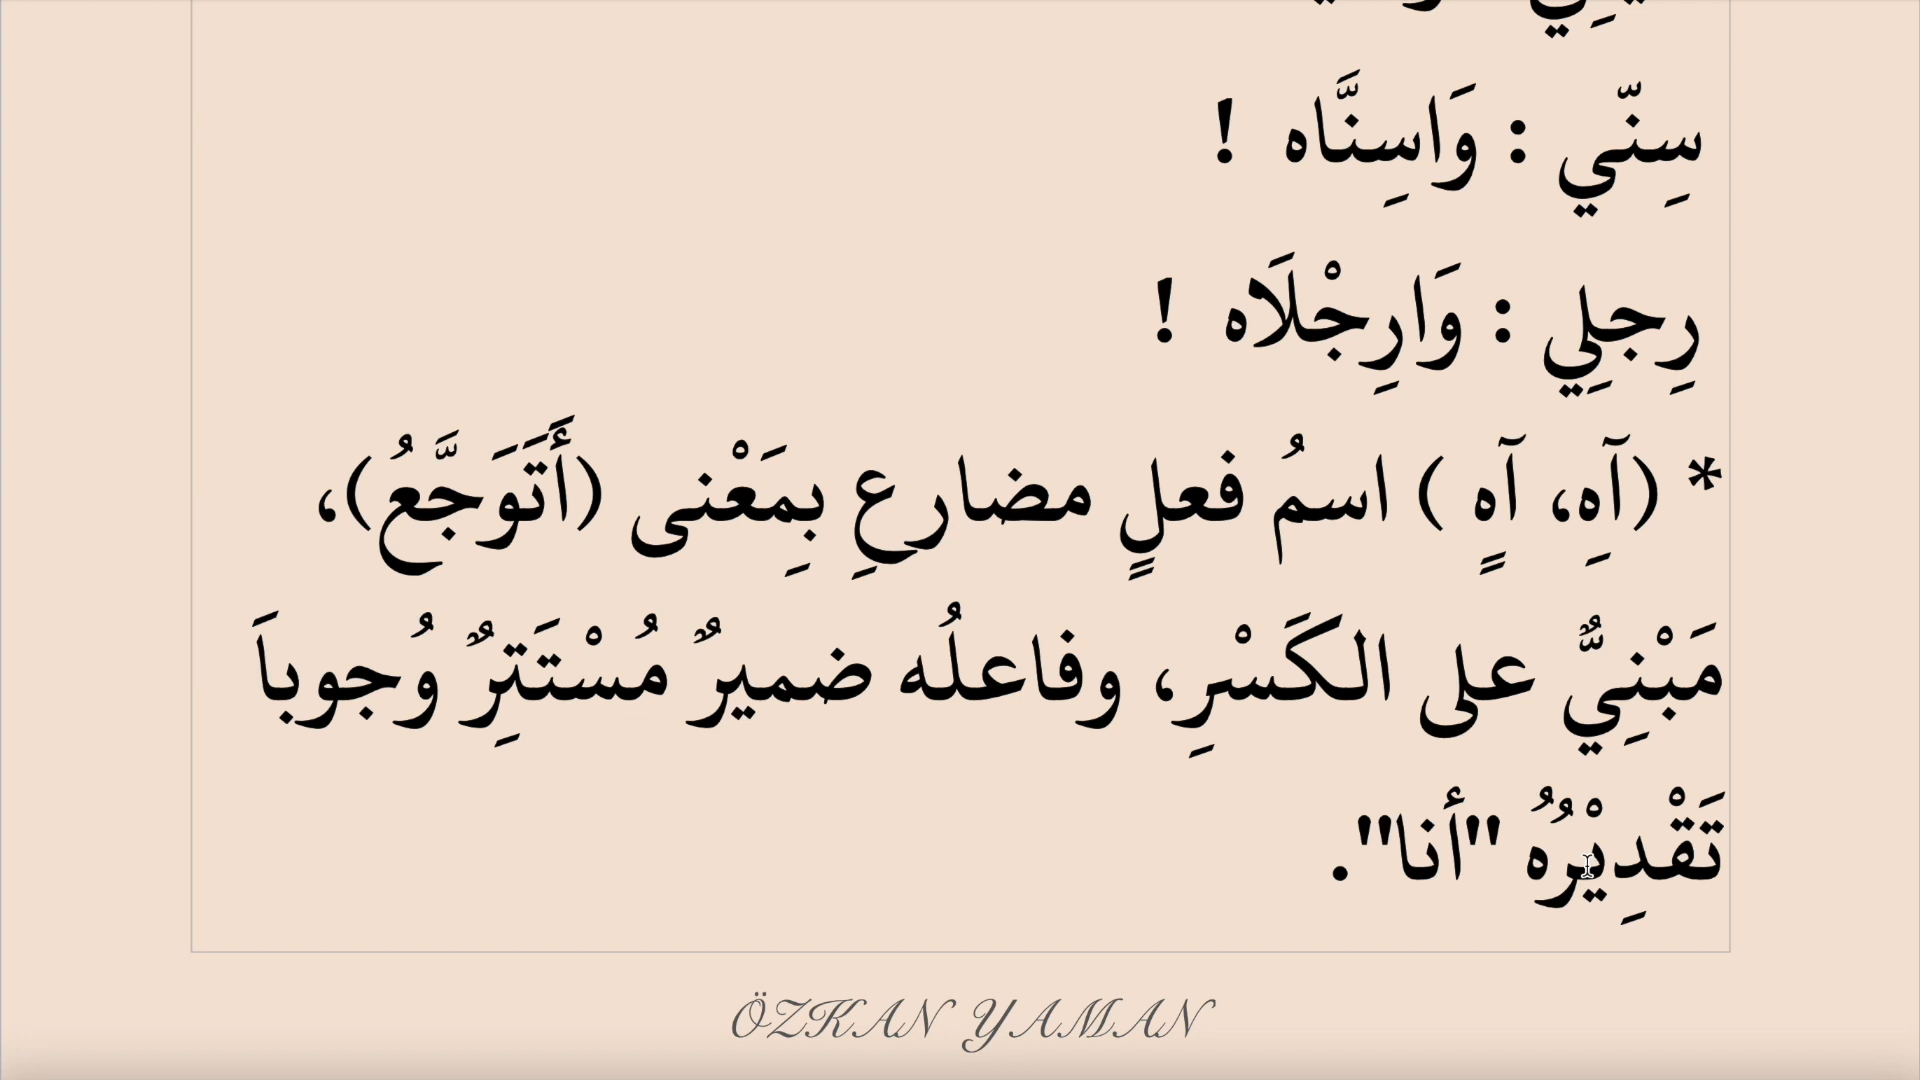 سِنّي : وَاسِنَّاه !
رِجلِي : وَارِجْلَاه !
* (آهِ، آهٍ ) اسمُ فعلٍ مضارعِ بمَِعْنى (أَتَوَجَّعُ)،
مَبْنِيٌّ على الكَسْرِ، وفاعلُه ضميرٌ مُسْتَتِرٌ وُجوباَ
تَقْدِيْرُهُ "أنا".
ÖZKAN YAMAN